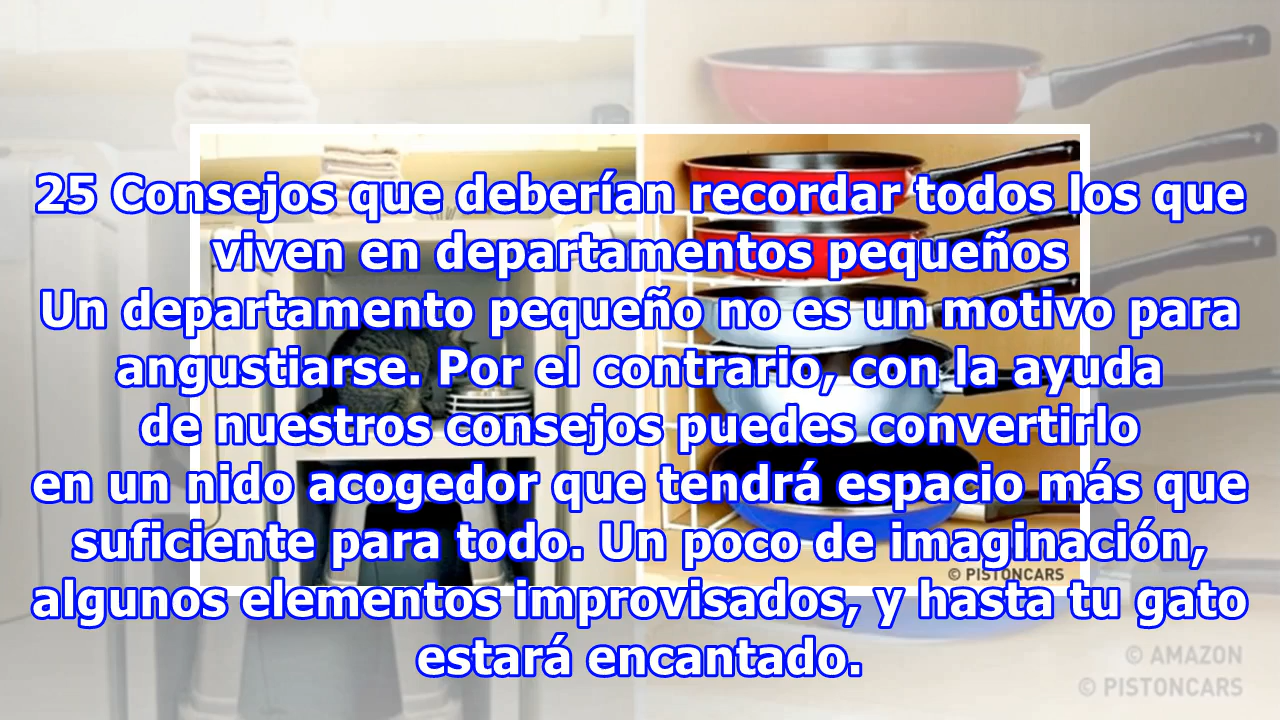 25 Consejos que deberían recordar todos los que
viven en departamentos pequeños
Un departamento pequeño no es un motivo para
angustiarse. Por el contrario, con la ayuda
de nuestros consejos puedes convertirlo
en un nido acogedor que tendrá espacio más que
suficiente para todo. Un poco de imaginación,
algunos elementos improvisados, y hasta tu gato
estará encantado.
© PISTONCARS
© AMAZON
© PISTONCARS